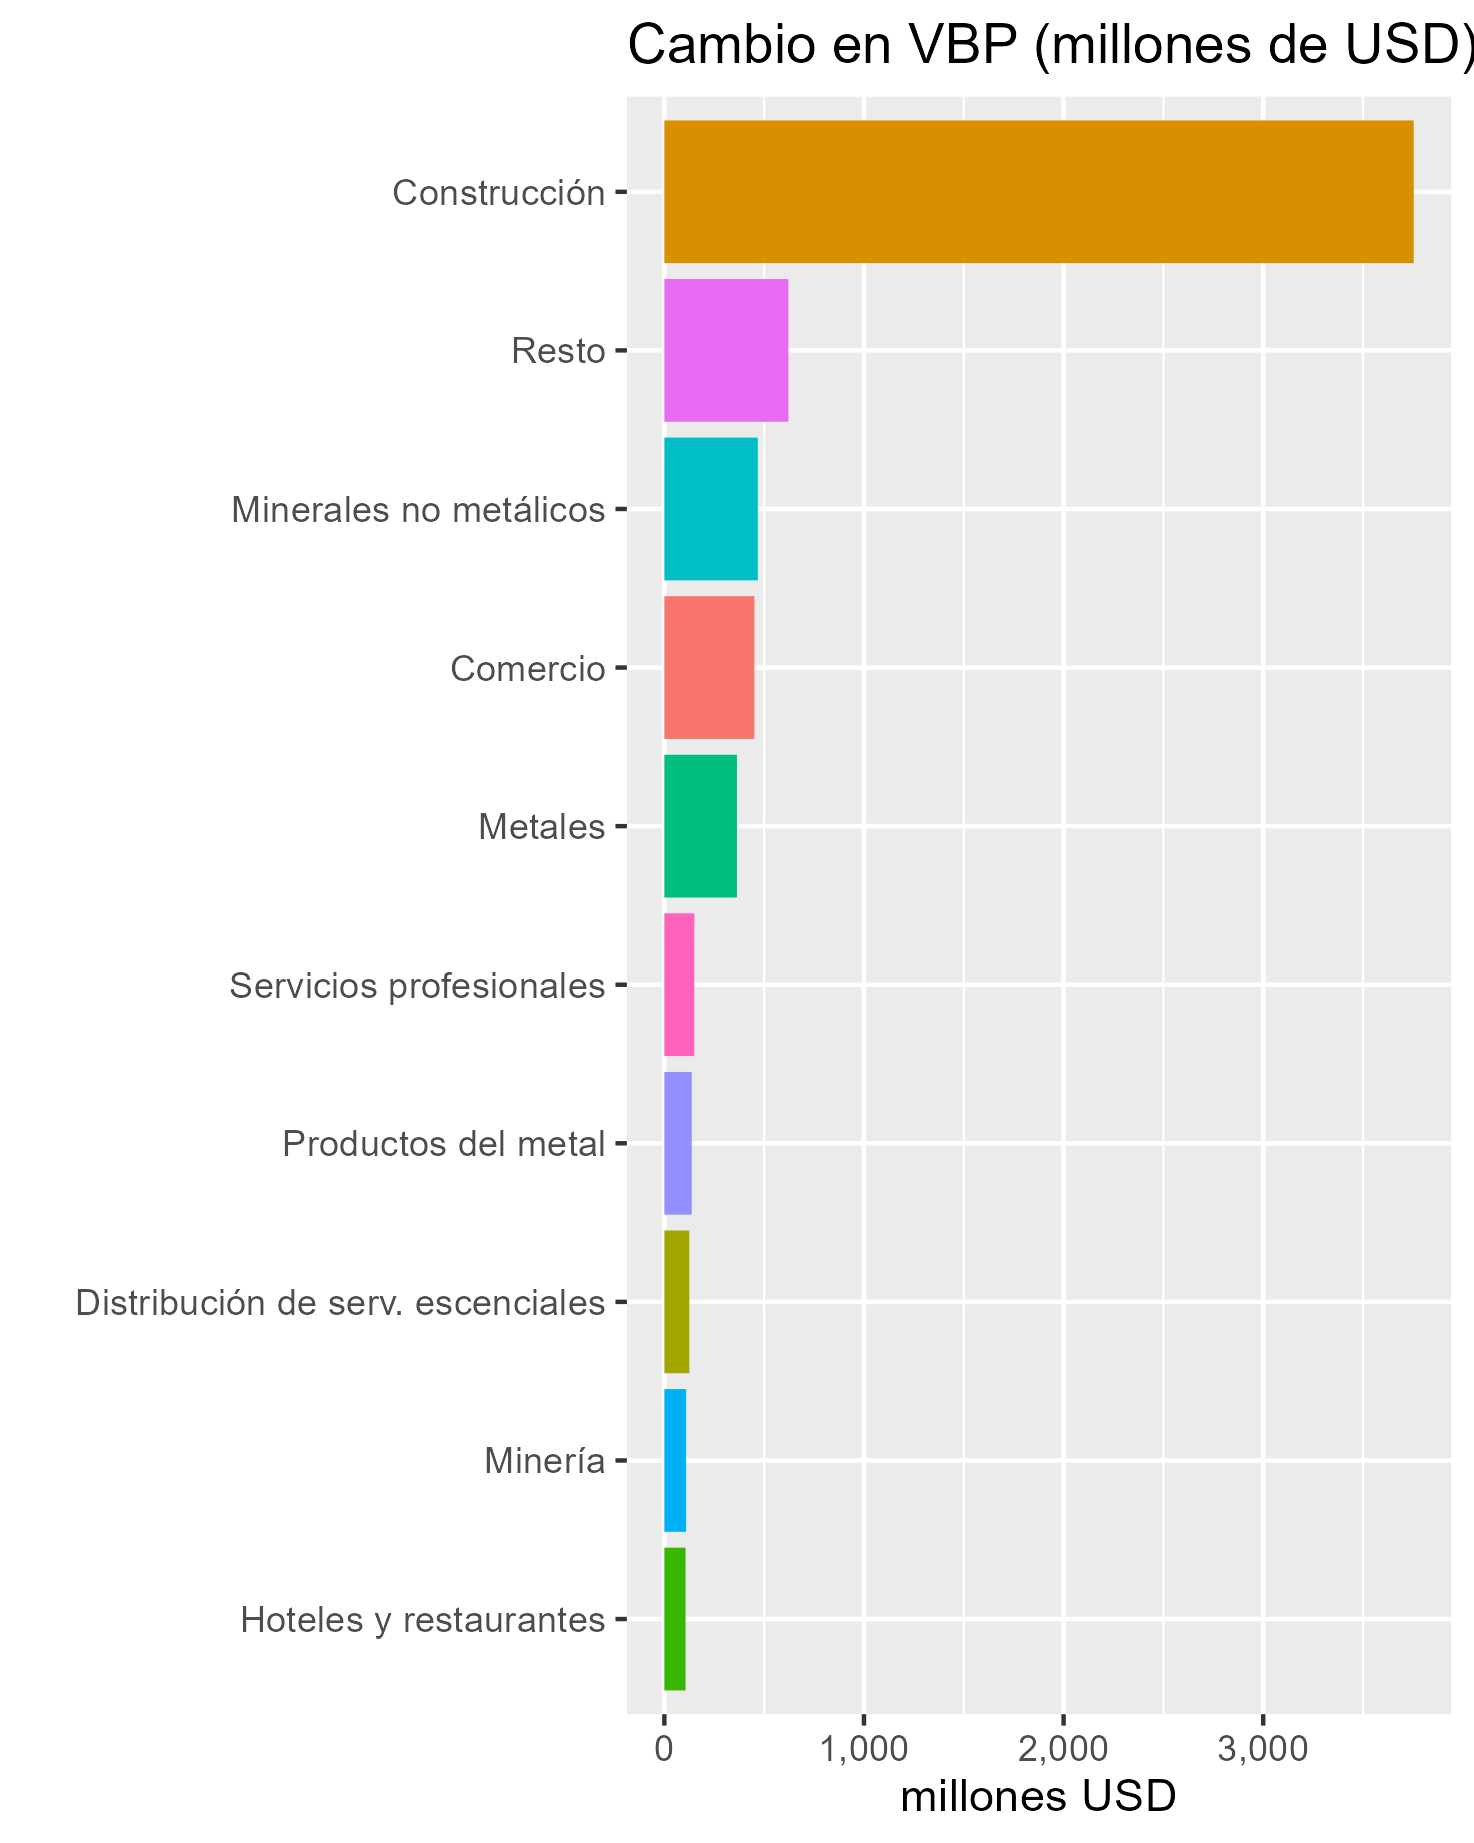 Cambio en VBP (millones de USD)
Construcción
Resto
Minerales no metálicos
Comercio
Metales
Servicios profesionales
Productos del metal
Distribución de serv. escenciales
Minería
Hoteles y restaurantes
0 1,000 2,000 3,000
millones USD